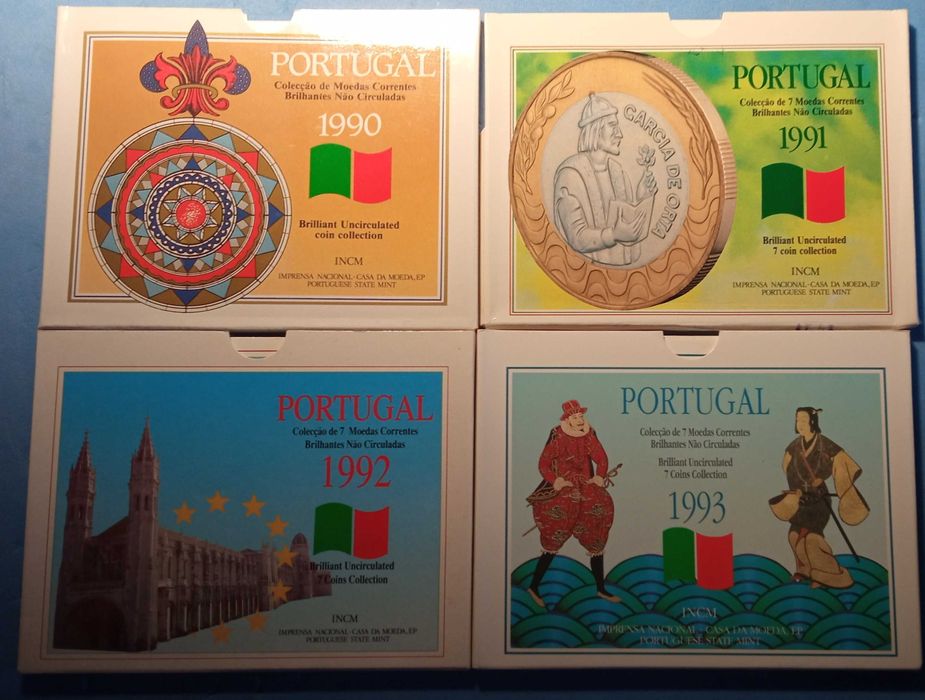 PORTUGAL
Colecção de Moedas Correntes
Brilhantes Não Circuladas
1990
Brilliant Uncirculated
coin collection
INCM
IMPRENSA NACIONAL-CASA DA MOEDA, EP
PORTUGUESE STATE MINT
GARCIA DE ORTA
PORTUGAL
Colecção de 7 Moedas Correntes
Brilhantes Não Circuladas
1991
Brilliant Uncirculated
7 coin collection
INCM
IMPRENSA NACIONAL-CASA DA MOEDA, EP
PORTUGUESE STATE MINT
PORTUGAL
Colecção de 7 Moedas Correntes
Brilhantes Não Circuladas
1992
Brilliant Uncirculated
7 Coins Collection
INCM
IMPRENSA NACIONAL-CASA DA MOEDA, EP
PORTUGUESE STATE MINT
PORTUGAL
Colecção de 7 Moedas Correntes
Brilhantes Não Circuladas
Brilliant Uncirculated
7 Coins Collection
1993
INCM
IMPRENSA NACIONAL - CASA DA MOEDA, EP
PORTUGUESE STATE MINT